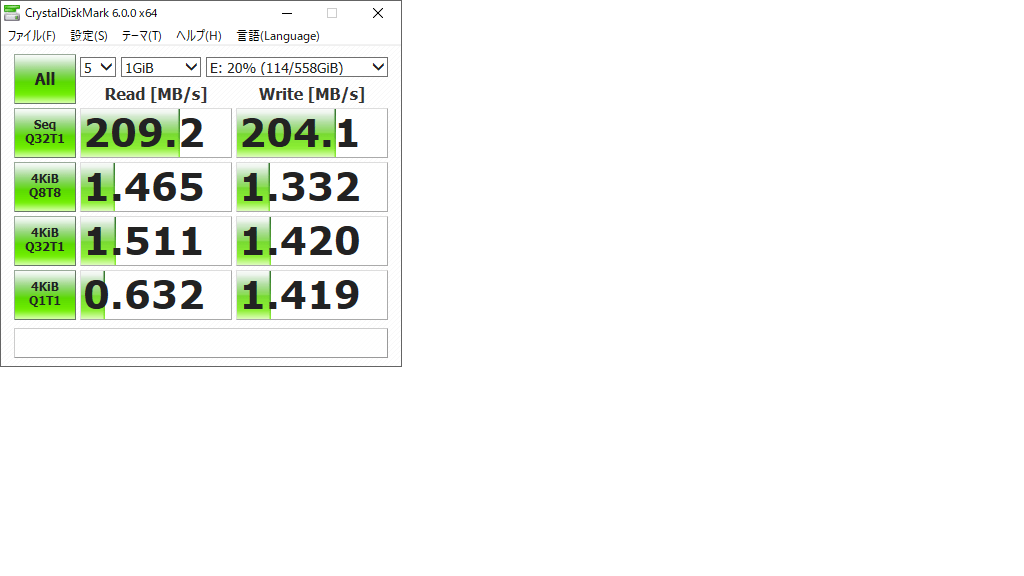 CrystalDiskMark 6.0.0 x64
ファイル(F) 設定(S) テーマ(T) ヘルプ(H) 言語(Language)
All 5 1GiB E: 20% (114/558GiB)
Read [MB/s] Write [MB/s]
Seq
Q32T1 209.2 204.1
4KiB
Q8T8 1.465 1.332
4KiB
Q32T1 1.511 1.420
4KiB
Q1T1 0.632 1.419